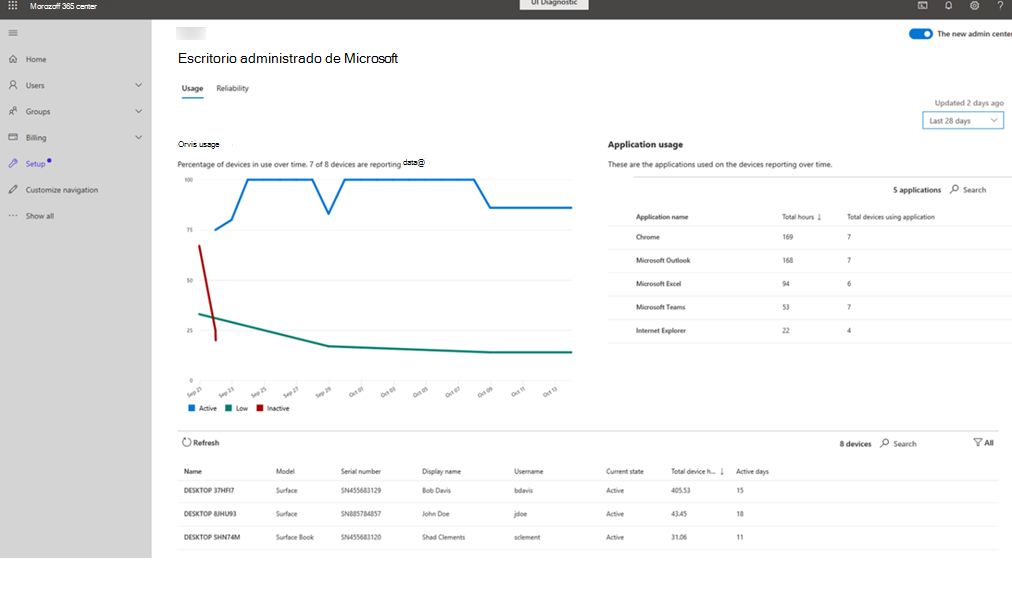 Morozoff 365 center
UI Diagnostic
?
The new admin center
Home
Users
Groups
Billing
Setup
Customize navigation
Show all
Escritorio administrado de Microsoft
Usage Reliability
Updated 2 days ago
Last 28 days
Orvis usage
Percentage of devices in use over time. 7 of 8 devices are reporting data@
100
75
50
25
0
Sep 21 Sep 23 Sep 25 Sep 27 Sep 29 Oct 01 Oct 03 Oct 05 Oct 07 Oct 09 Oct 11 Oct 13
Active Low Inactive
Application usage
These are the applications used on the devices reporting over time.
5 applications Search
Application name Total hours ↓ Total devices using application
Chrome 169 7
Microsoft Outlook 168 7
Microsoft Excel 94 6
Microsoft Teams 53 7
Internet Explorer 22 4
Refresh 8 devices Search All
Name Model Serial number Display name Username Current state Total device h... ↓ Active days
DESKTOP 37HFI7 Surface SN455683129 Bob Davis bdavis Active 405.53 15
DESKTOP 8JHU93 Surface SN885784857 John Doe jdoe Active 43.45 18
DESKTOP SHN74M Surface Book SN455683120 Shad Clements sclement Active 31.06 11